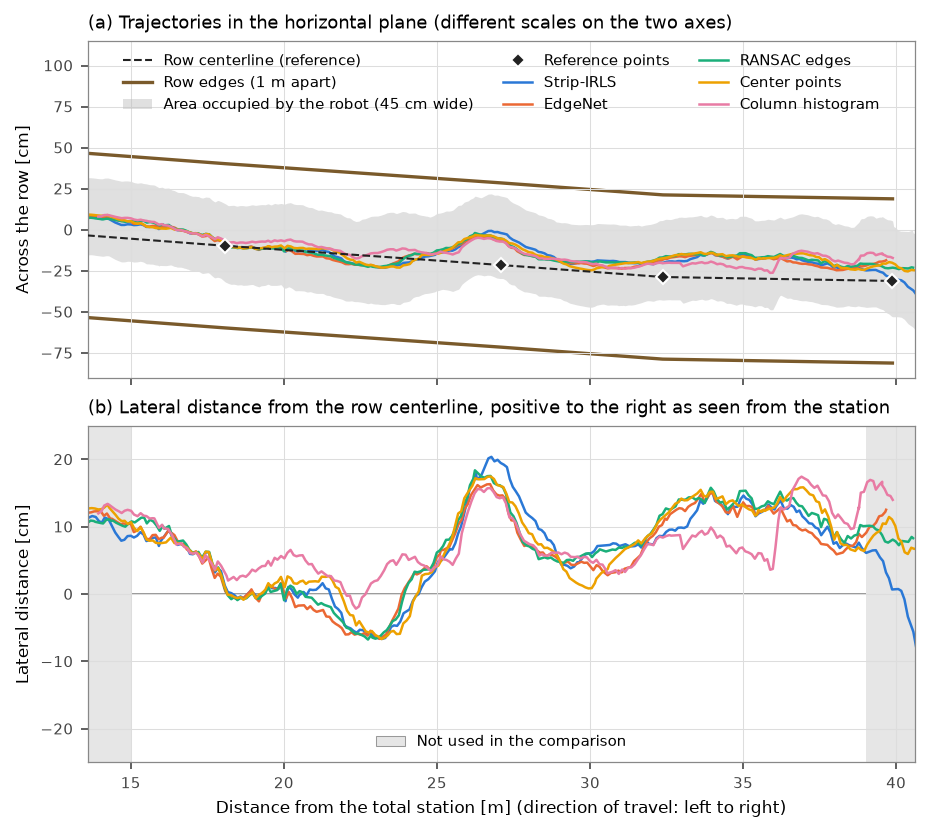 (a) Trajectories in the horizontal plane (different scales on the two axes)
Row centerline (reference)
Row edges (1 m apart)
Area occupied by the robot (45 cm wide)
Reference points
Strip-IRLS
EdgeNet
RANSAC edges
Center points
Column histogram
Across the row [cm]
100
75
50
25
0
−25
−50
−75
(b) Lateral distance from the row centerline, positive to the right as seen from the station
Lateral distance [cm]
20
10
0
−10
−20
Not used in the comparison
15 20 25 30 35 40
Distance from the total station [m] (direction of travel: left to right)